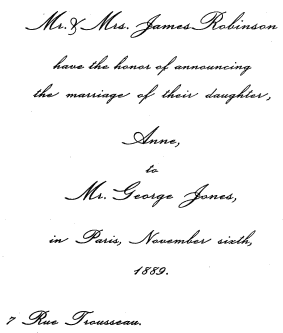 Mr. & Mrs. James Robinson
have the honor of announcing
the marriage of their daughter,
Anne,
to
Mr. George Jones,
in Paris, November sixth,
1889.
7 Rue Trousseau.